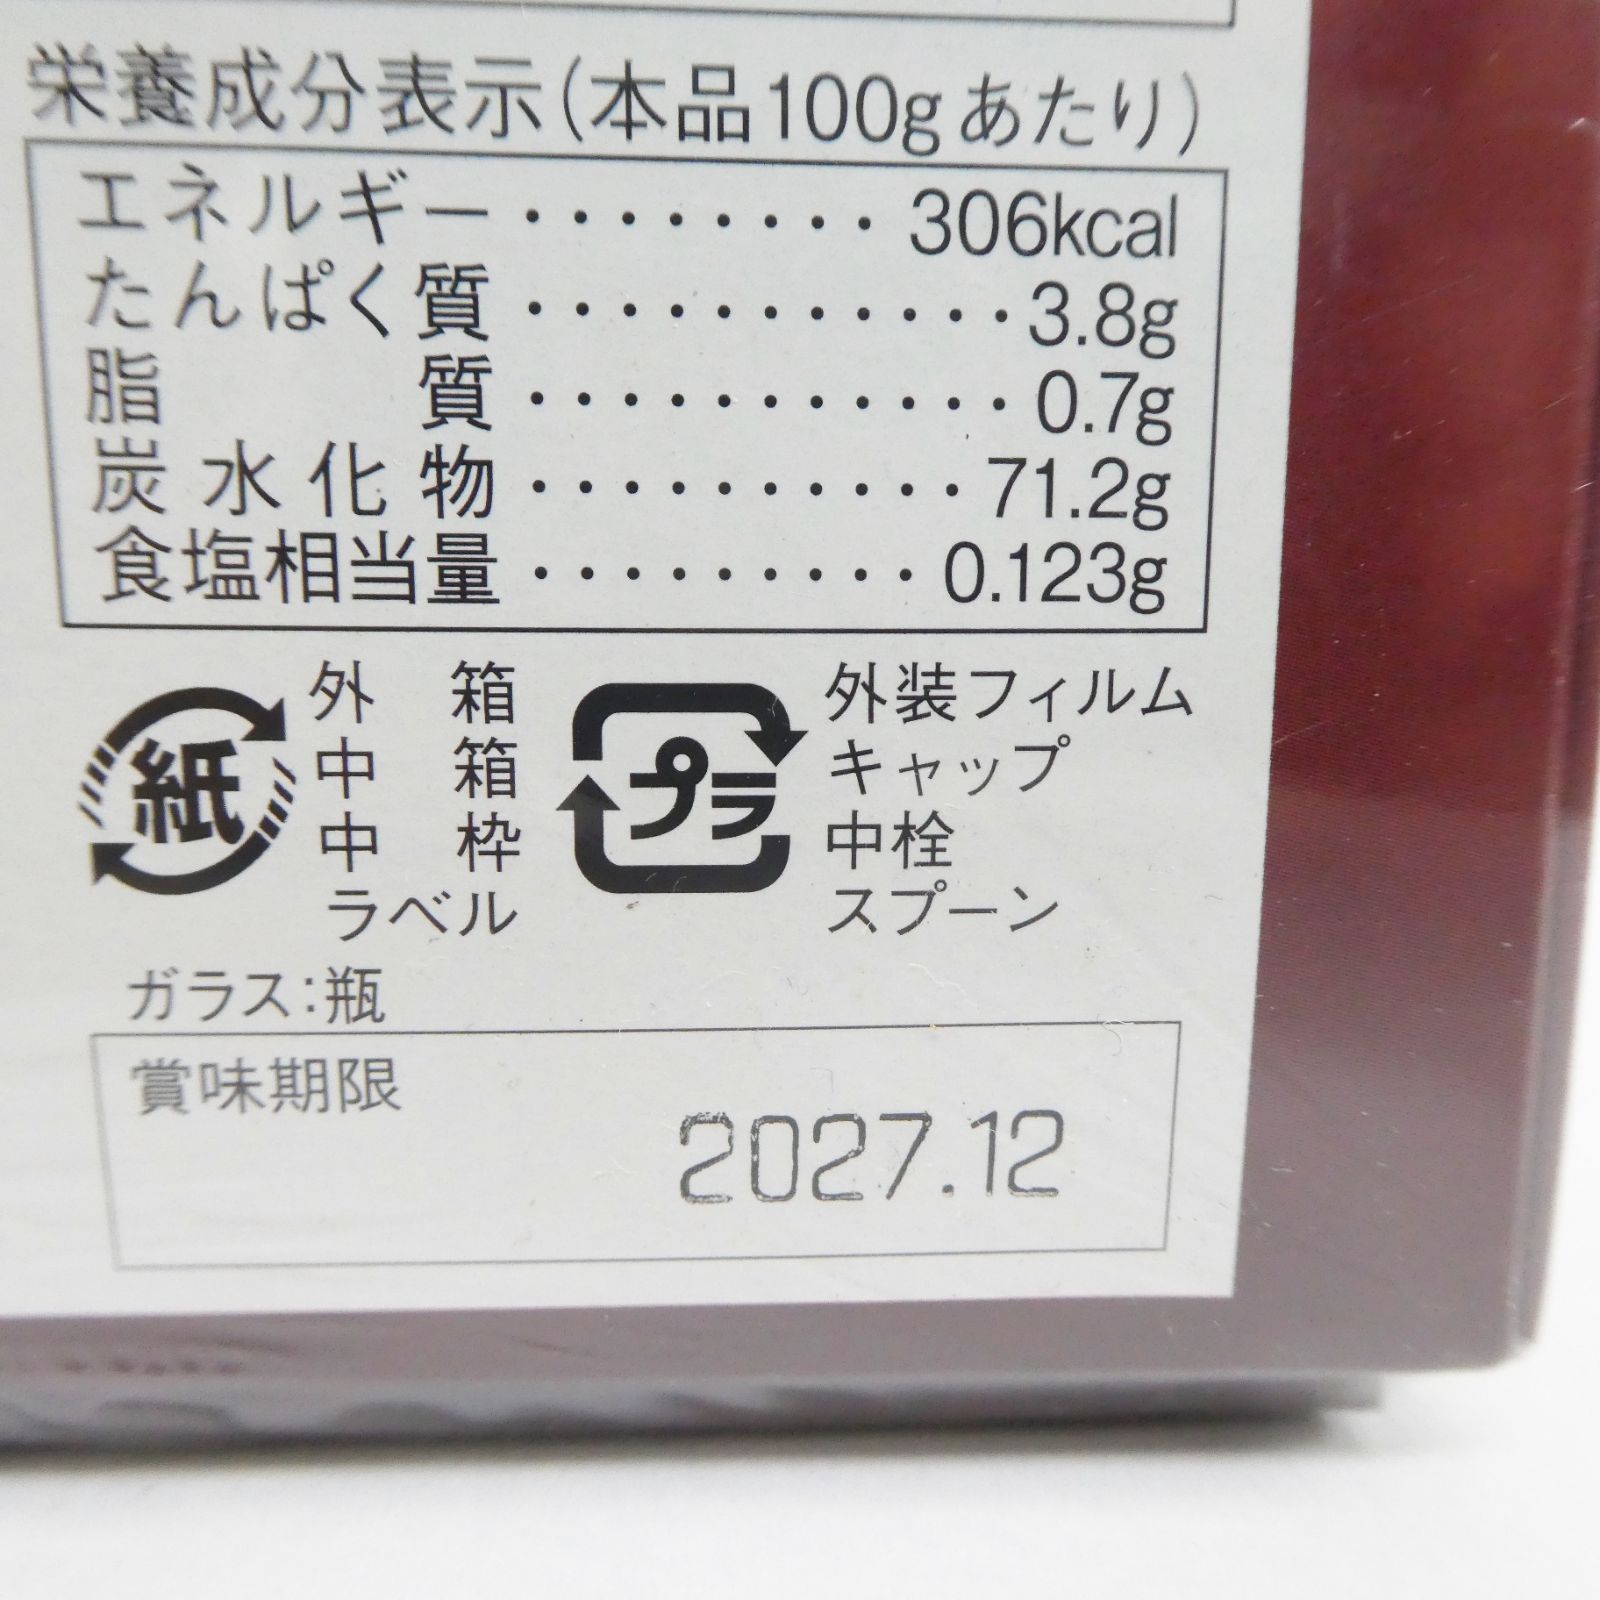 栄養成分表示(本品100gあたり)
エネルギー・・・・・・・・306kcal
たんぱく質・・・・・・・・・・・3.8g
脂質・・・・・・・・・・・0.7g
炭水化物・・・・・・・・・・71.2g
食塩相当量・・・・・・・・・0.123g
紙
外箱
中箱
中枠
ラベル
プラ
外装フィルム
キャップ
中栓
スプーン
ガラス:瓶
賞味期限
2027.12